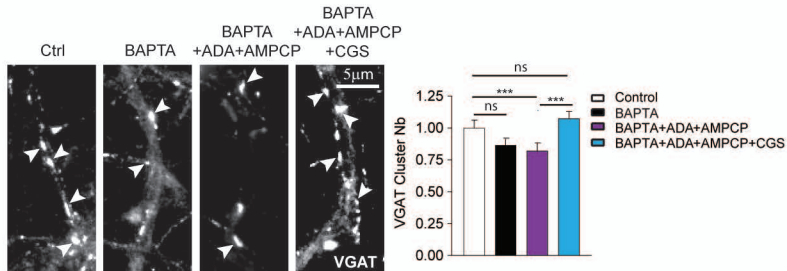 Ctrl
BAPTA
BAPTA
+ADA+AMPCP
BAPTA
+ADA+AMPCP
+CGS
5µm
VGAT
VGAT Cluster Nb
1.25
1.00
0.75
0.50
0.25
0.00
ns
***
ns
***
Control
BAPTA
BAPTA+ADA+AMPCP
BAPTA+ADA+AMPCP+CGS